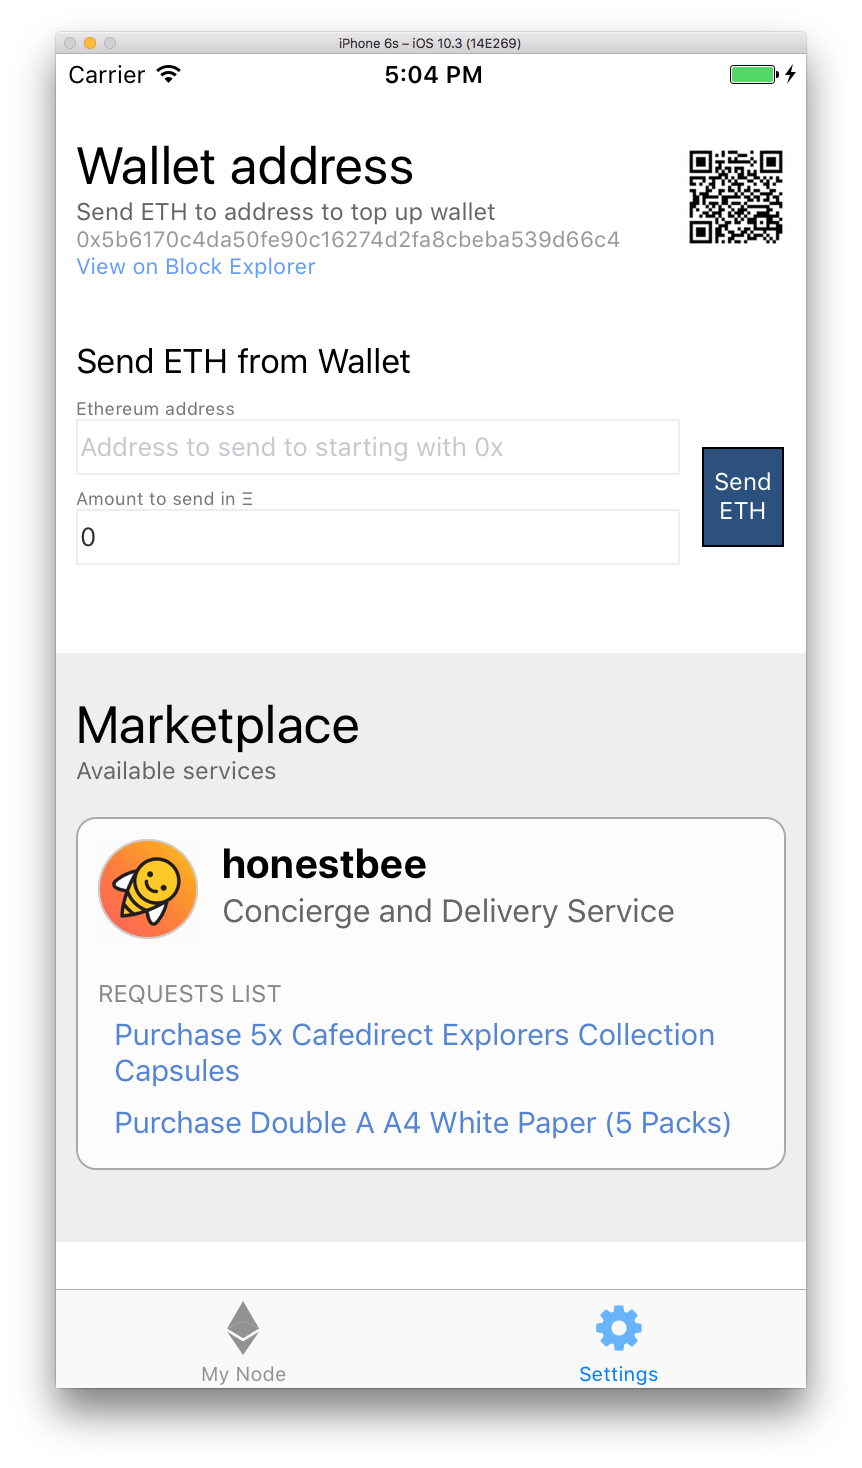 iPhone 6s – iOS 10.3 (14E269)
Carrier 5:04 PM
Wallet address
Send ETH to address to top up wallet
0x5b6170c4da50fe90c16274d2fa8cbeba539d66c4
View on Block Explorer
Send ETH from Wallet
Ethereum address
Address to send to starting with 0x
Amount to send in Ξ
0
Send
ETH
Marketplace
Available services
honestbee
Concierge and Delivery Service
REQUESTS LIST
Purchase 5x Cafedirect Explorers Collection
Capsules
Purchase Double A A4 White Paper (5 Packs)
My Node
Settings